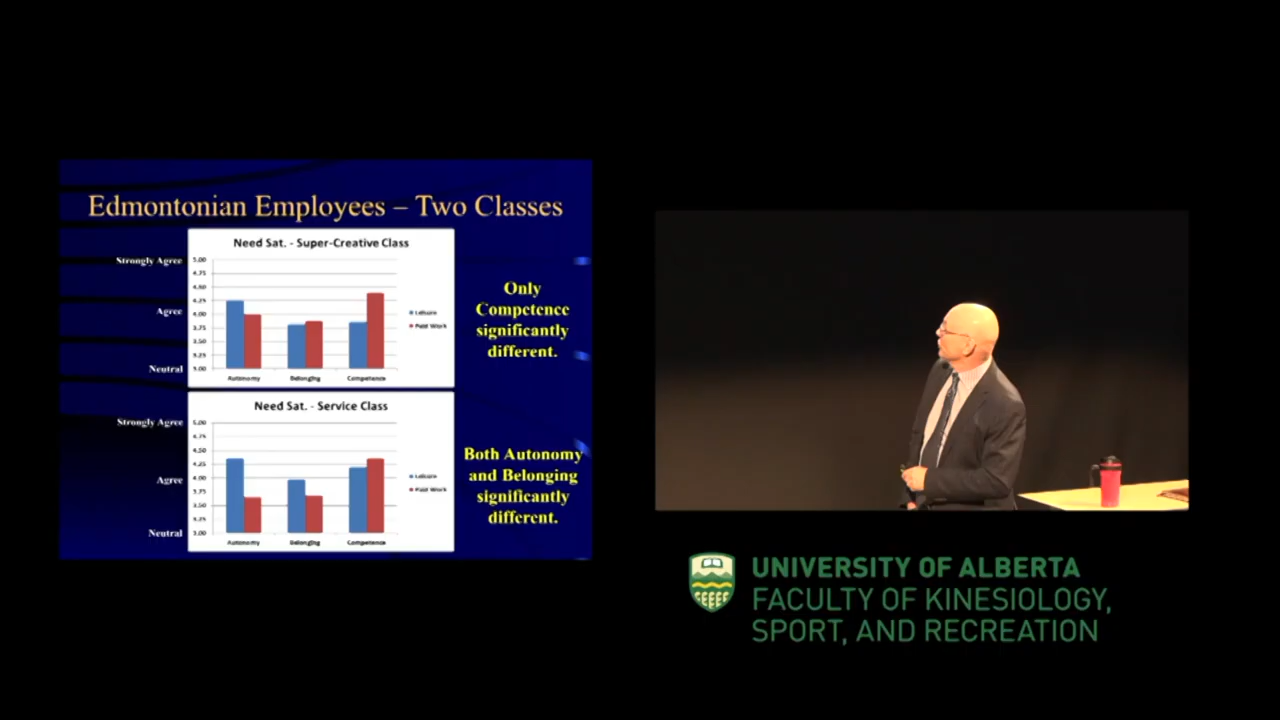 Edmontonian Employees – Two Classes
Need Sat. - Super-Creative Class
Strongly Agree
Agree
Neutral
5.00
4.75
4.50
4.25
4.00
3.75
3.50
3.25
3.00
Autonomy Belonging Competence
Leisure
Paid Work
Only
Competence
significantly
different.
Need Sat. - Service Class
Strongly Agree
Agree
Neutral
5.00
4.75
4.50
4.25
4.00
3.75
3.50
3.25
3.00
Autonomy Belonging Competence
Leisure
Paid Work
Both Autonomy
and Belonging
significantly
different.
UNIVERSITY OF ALBERTA
FACULTY OF KINESIOLOGY,
SPORT, AND RECREATION